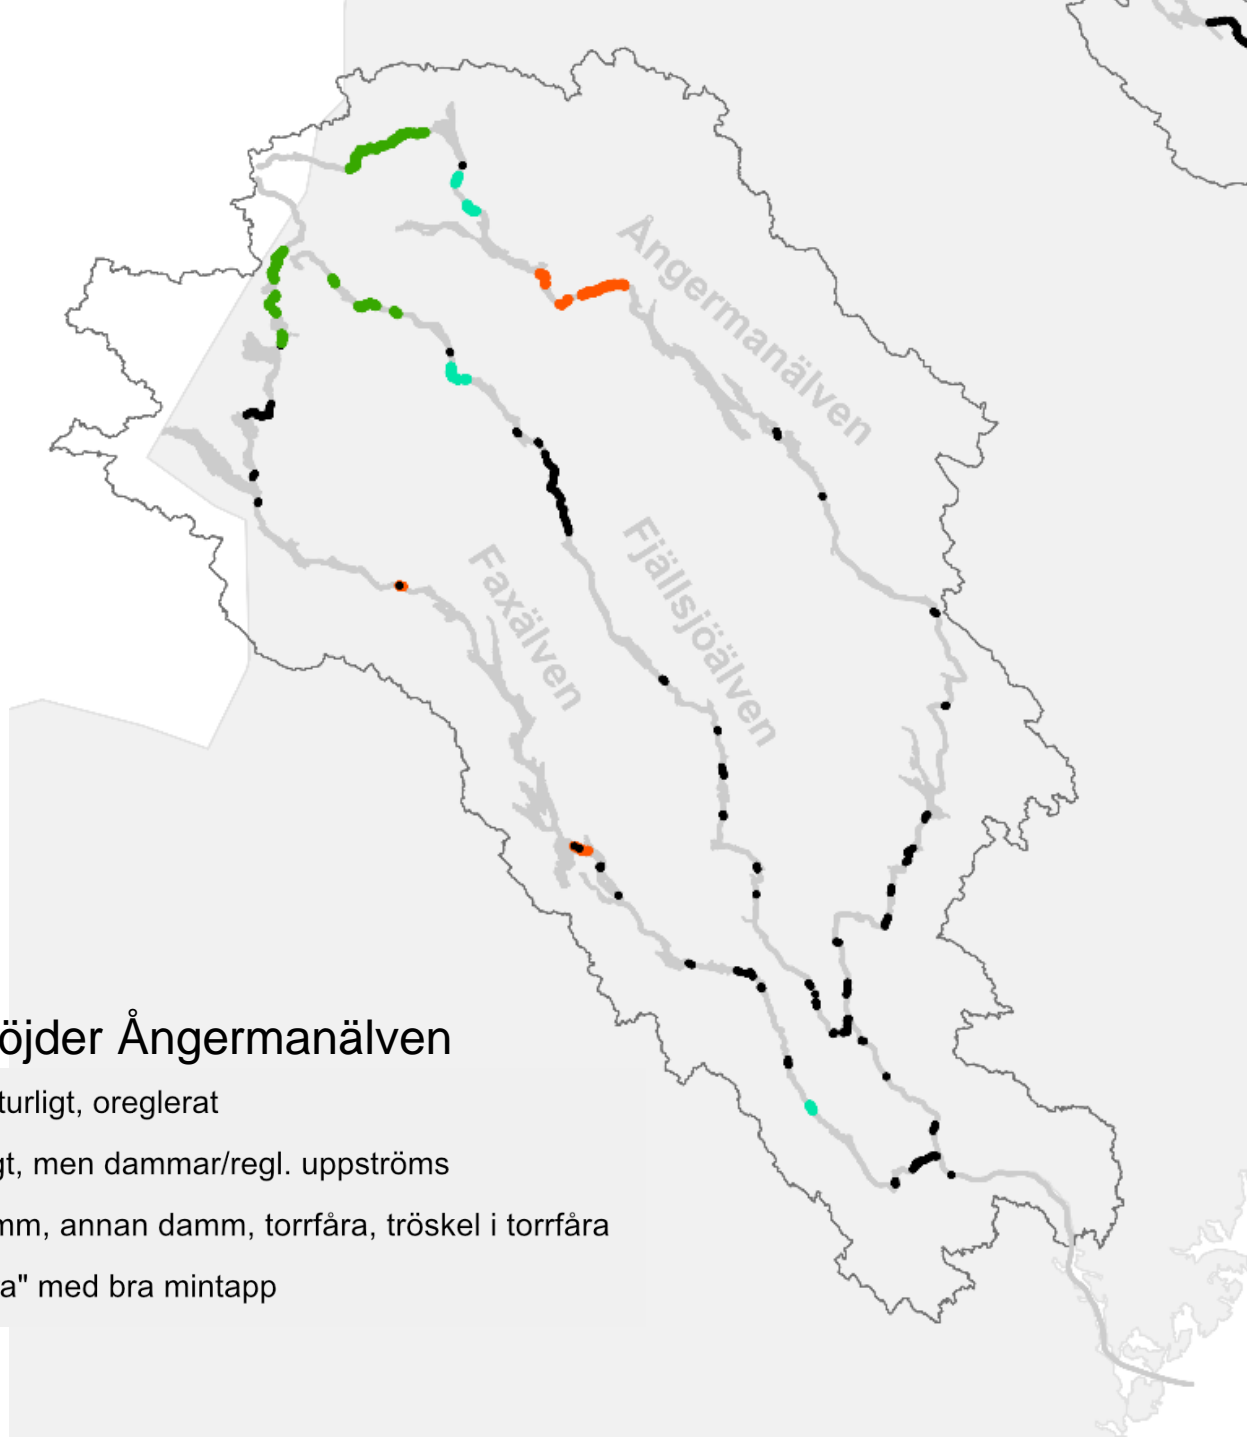 Ångermanälven
Fjällsjöälven
Faxälven
öjder Ångermanälven
turligt, oreglerat
gt, men dammar/regl. uppströms
mm, annan damm, torrfåra, tröskel i torrfåra
a" med bra mintapp